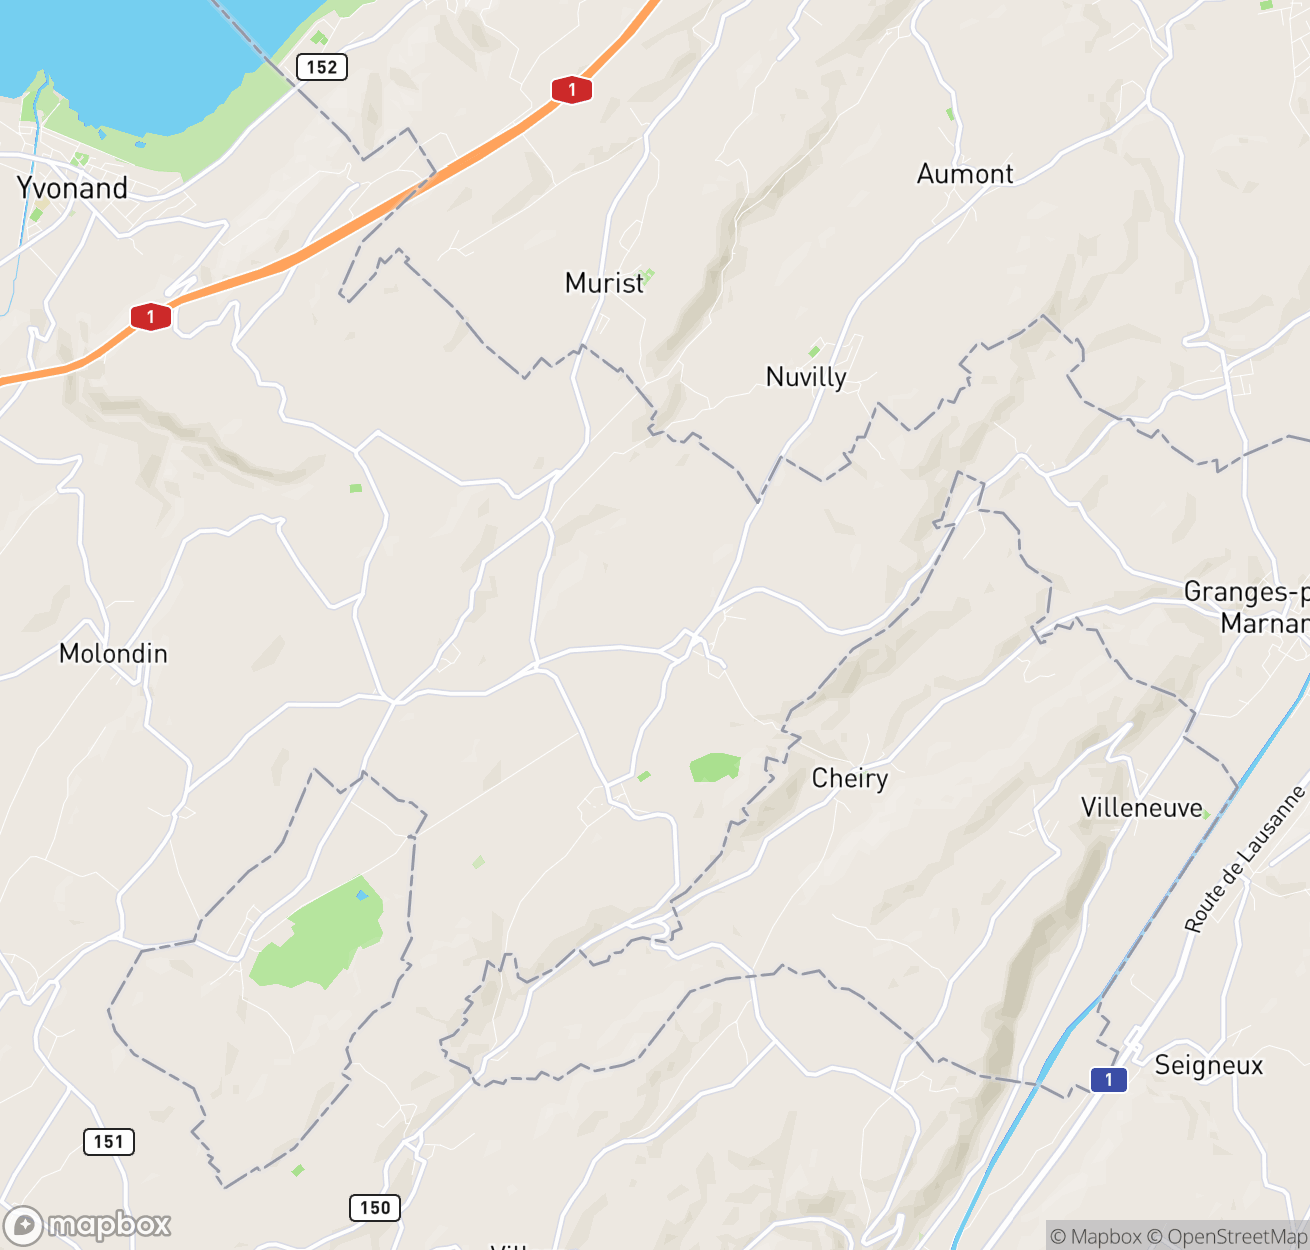 152
1
Aumont
Yvonand
Murist
1
Nuvilly
Granges-p
Marnan
Molondin
Cheiry
Villeneuve
Route de Lausanne
Seigneux
1
151
150
mapbox
© Mapbox © OpenStreetMap